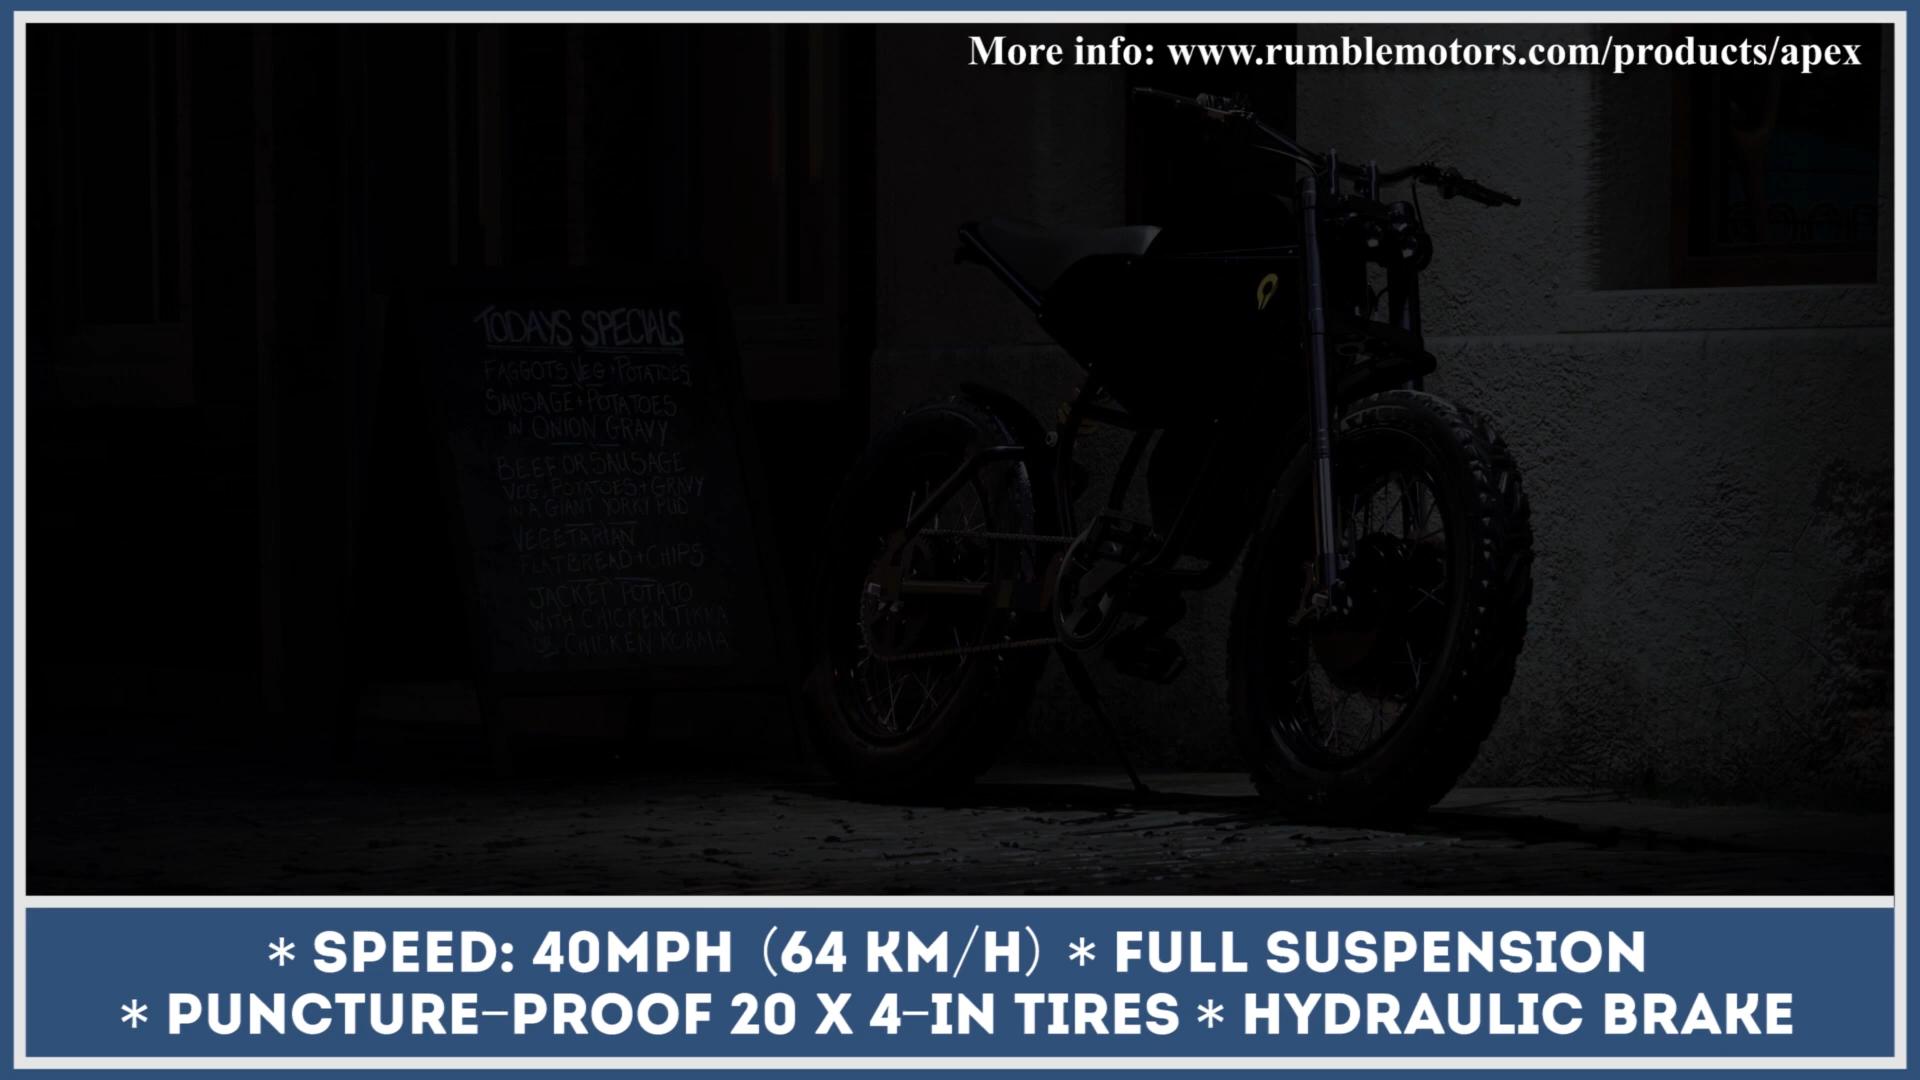 More info: www.rumblemotors.com/products/apex
TODAYS SPECIALS
FAGGOTS VEG + POTATOES
SAUSAGE + POTATOES
IN ONION GRAVY
BEEF OR SAUSAGE
VEG, POTATOES + GRAVY
IN A GIANT YORKY PUD
VEGETARIAN
FLATBREAD + CHIPS
JACKET POTATO
WITH CHICKEN TIKKA
OR CHICKEN KORMA
* SPEED: 40MPH (64 KM/H) * FULL SUSPENSION
* PUNCTURE-PROOF 20 X 4-IN TIRES * HYDRAULIC BRAKE